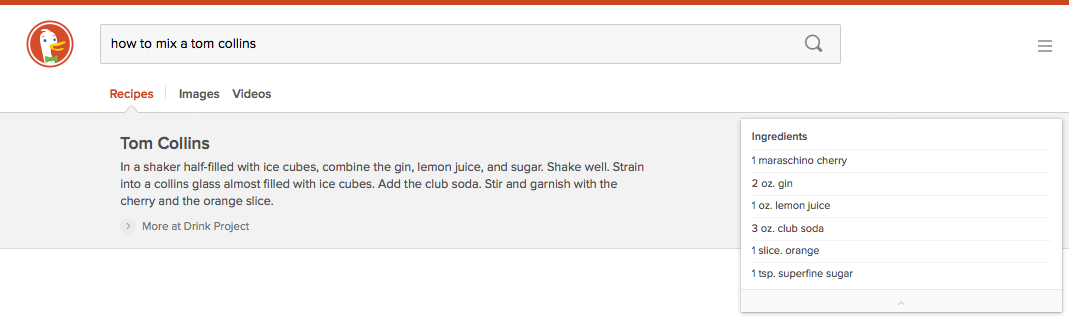 how to mix a tom collins
Recipes
Images
Videos
Tom Collins
In a shaker half-filled with ice cubes, combine the gin, lemon juice, and sugar. Shake well. Strain
into a collins glass almost filled with ice cubes. Add the club soda. Stir and garnish with the
cherry and the orange slice.
More at Drink Project
Ingredients
1 maraschino cherry
2 oz. gin
1 oz. lemon juice
3 oz. club soda
1 slice. orange
1 tsp. superfine sugar